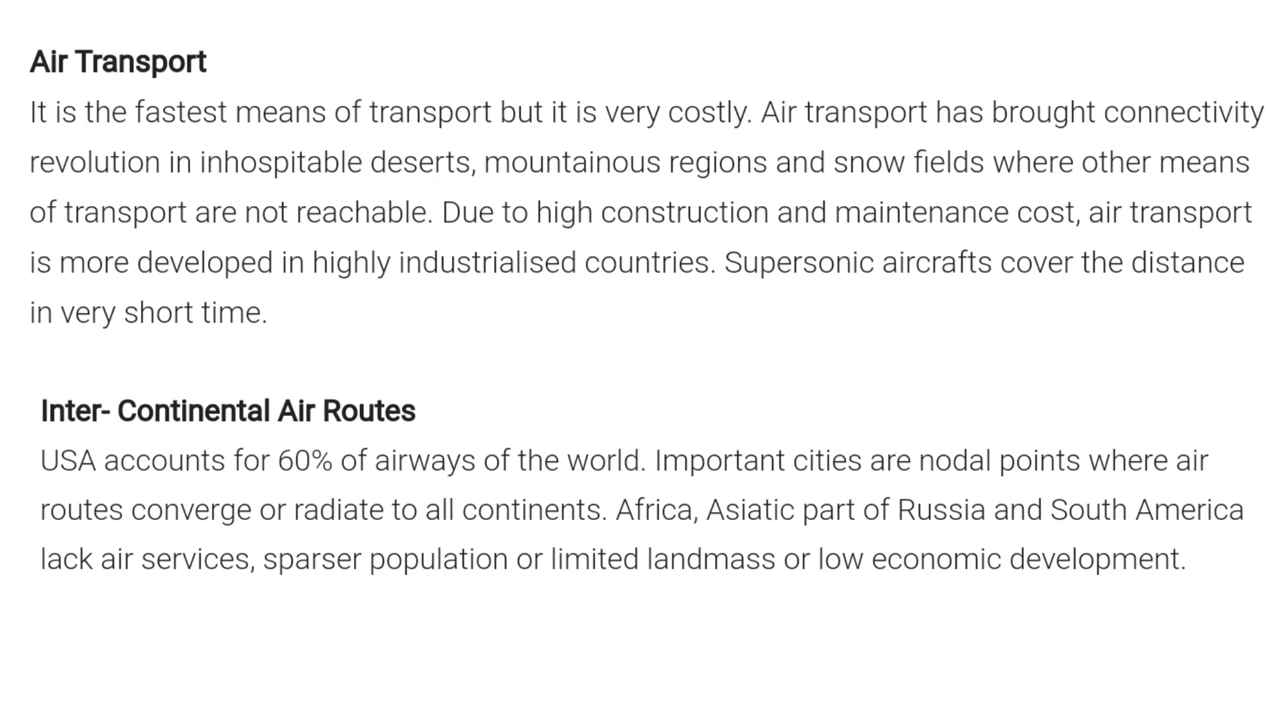 Air Transport
It is the fastest means of transport but it is very costly. Air transport has brought connectivity
revolution in inhospitable deserts, mountainous regions and snow fields where other means
of transport are not reachable. Due to high construction and maintenance cost, air transport
is more developed in highly industrialised countries. Supersonic aircrafts cover the distance
in very short time.
Inter- Continental Air Routes
USA accounts for 60% of airways of the world. Important cities are nodal points where air
routes converge or radiate to all continents. Africa, Asiatic part of Russia and South America
lack air services, sparser population or limited landmass or low economic development.